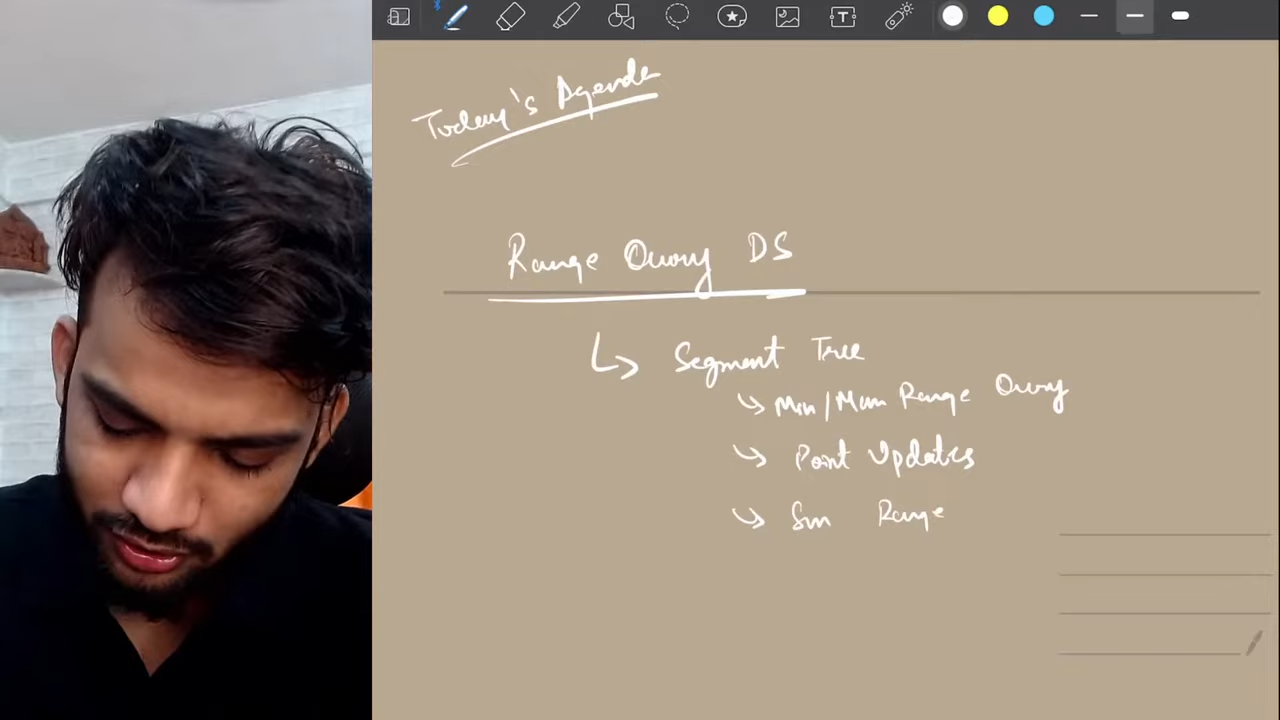 Today's Agenda
Range Query DS
↳ Segment Tree
↳ Min/Max Range Query
↳ Point Updates
↳ Sum Range